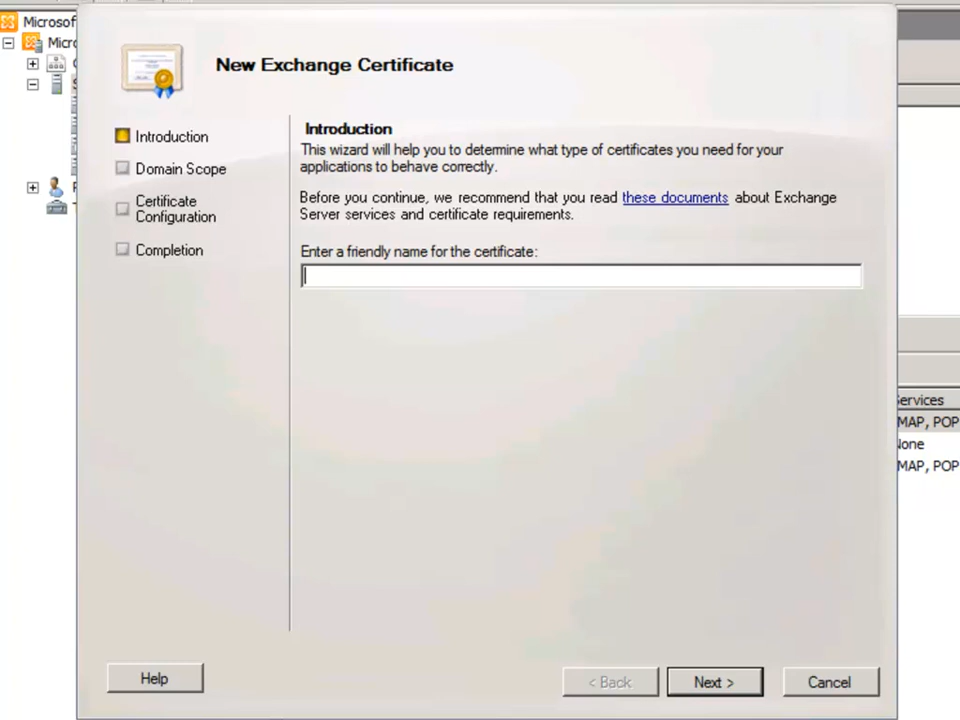 Microsof
Micro
New Exchange Certificate
Introduction
Domain Scope
Certificate
Configuration
Completion
Introduction
This wizard will help you to determine what type of certificates you need for your
applications to behave correctly.
Before you continue, we recommend that you read these documents about Exchange
Server services and certificate requirements.
Enter a friendly name for the certificate:
Services
MAP, POP
None
MAP, POP
Help
< Back
Next >
Cancel